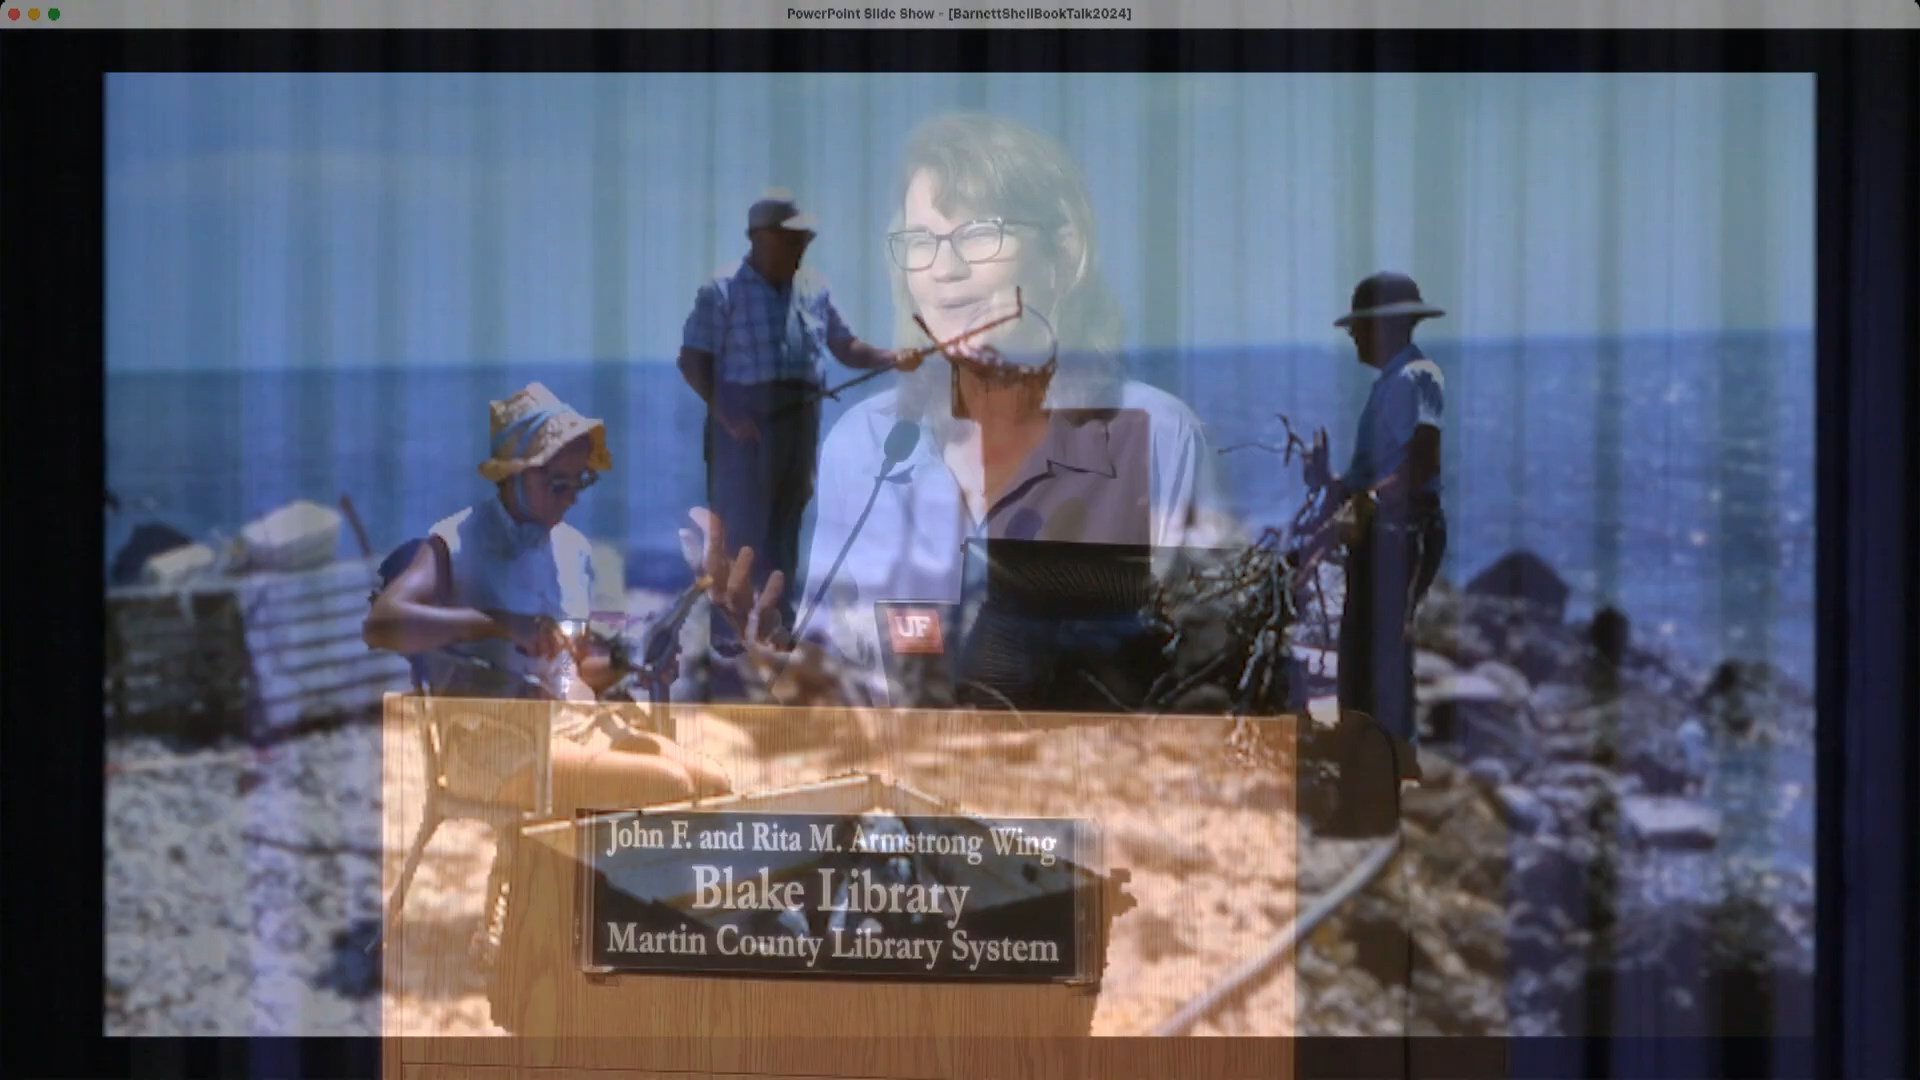 PowerPoint Slide Show - [BarnettShellBookTalk2024]
UF
John F. and Rita M. Armstrong Wing
Blake Library
Martin County Library System